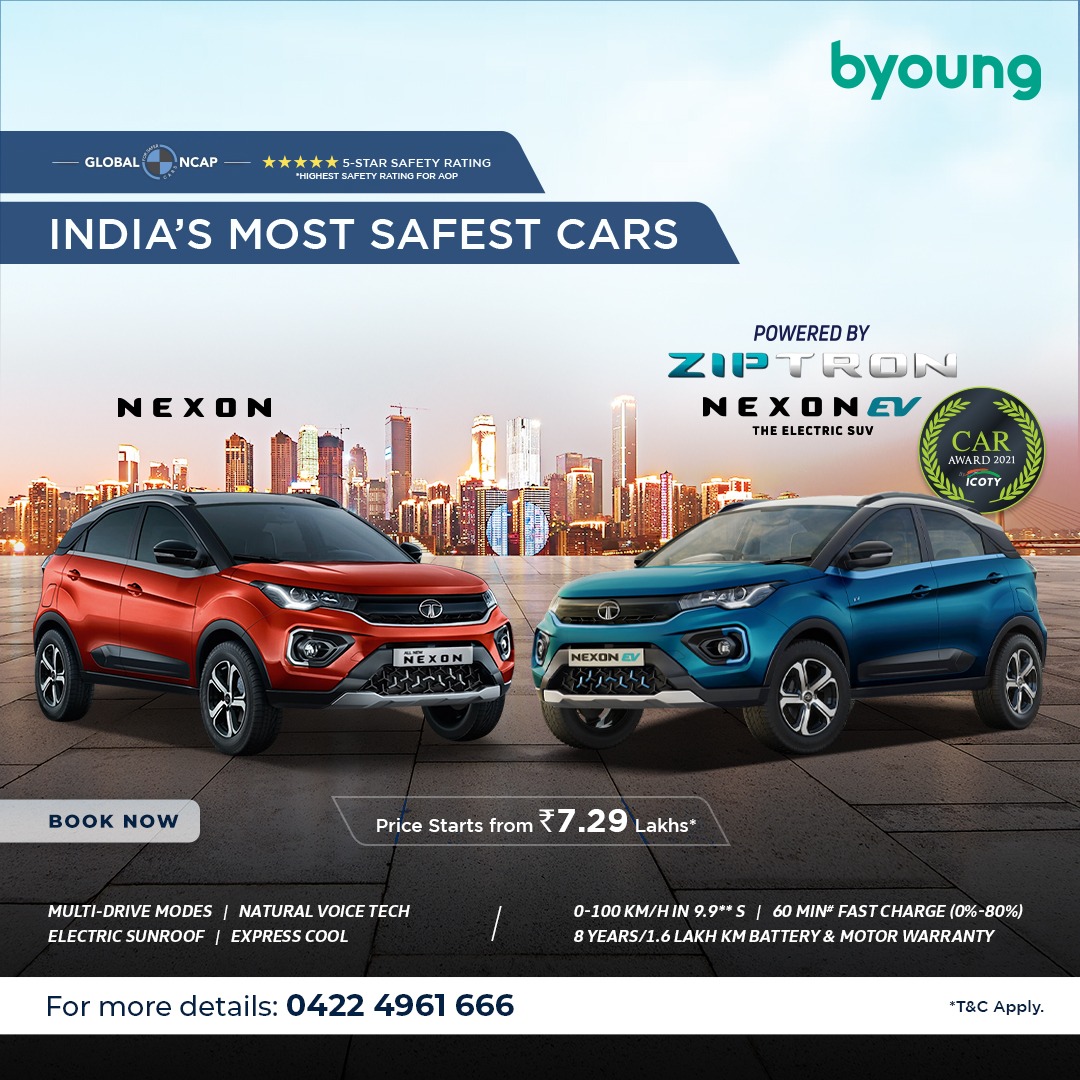 byoung
GLOBAL NCAP ★★★★★ 5-STAR SAFETY RATING
*HIGHEST SAFETY RATING FOR AOP
INDIA'S MOST SAFEST CARS
POWERED BY
ZIPTRON
NEXON
NEXON EV
THE ELECTRIC SUV
CAR
AWARD 2021
ICOTY
ALL NEW
NEXON
NEXON EV
BOOK NOW
Price Starts from ₹7.29 Lakhs*
MULTI-DRIVE MODES | NATURAL VOICE TECH
ELECTRIC SUNROOF | EXPRESS COOL
0-100 KM/H IN 9.9** S | 60 MIN# FAST CHARGE (0%-80%)
8 YEARS/1.6 LAKH KM BATTERY & MOTOR WARRANTY
For more details: 0422 4961 666
*T&C Apply.